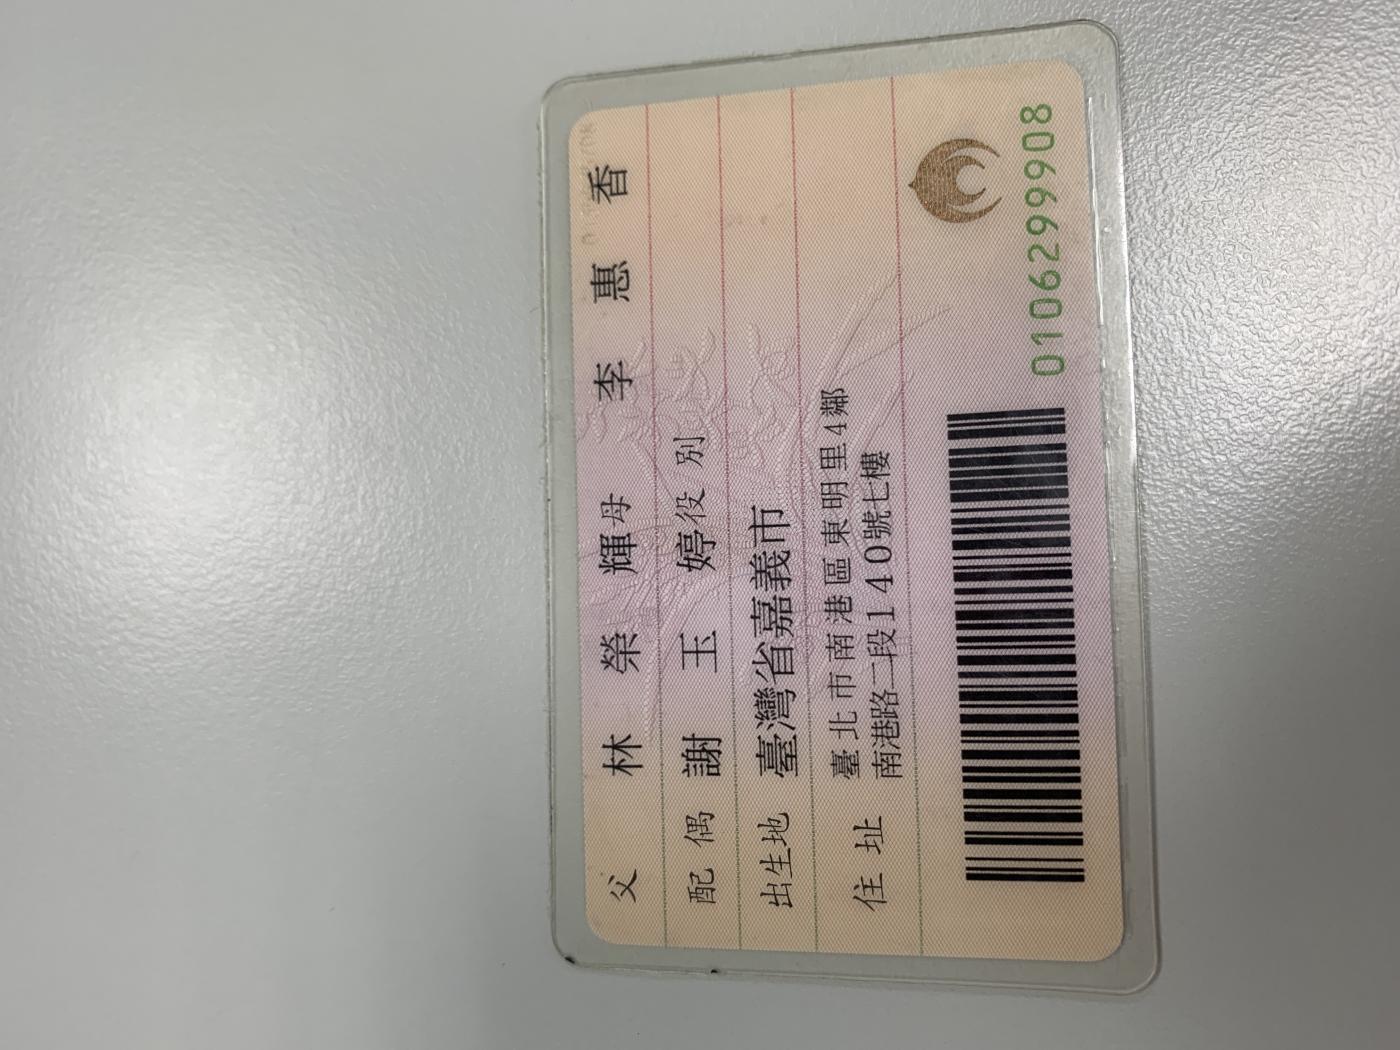 父 林榮輝 母 李惠香
配偶 謝玉婷 役別
出生地 臺灣省嘉義市
住址 臺北市南港區東明里4鄰
南港路二段140號七樓
0106299908